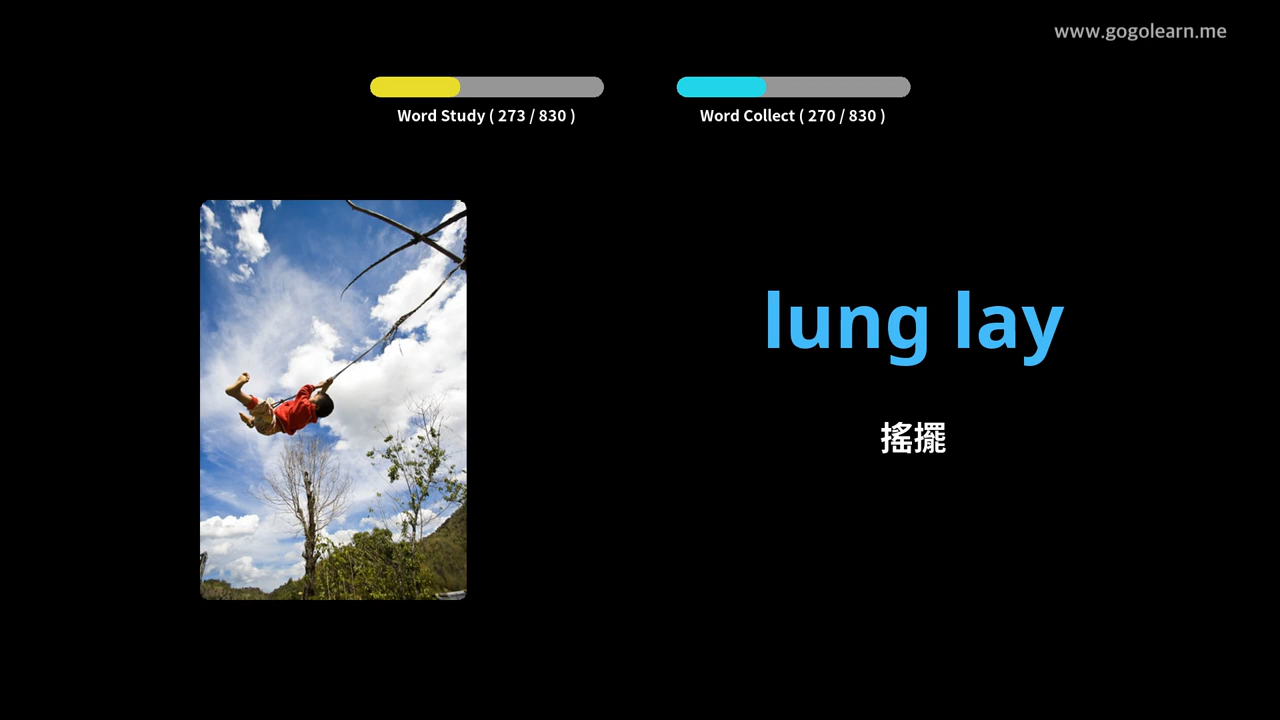 www.gogolearn.me
Word Study ( 273 / 830 )
Word Collect ( 270 / 830 )
lung lay
搖擺